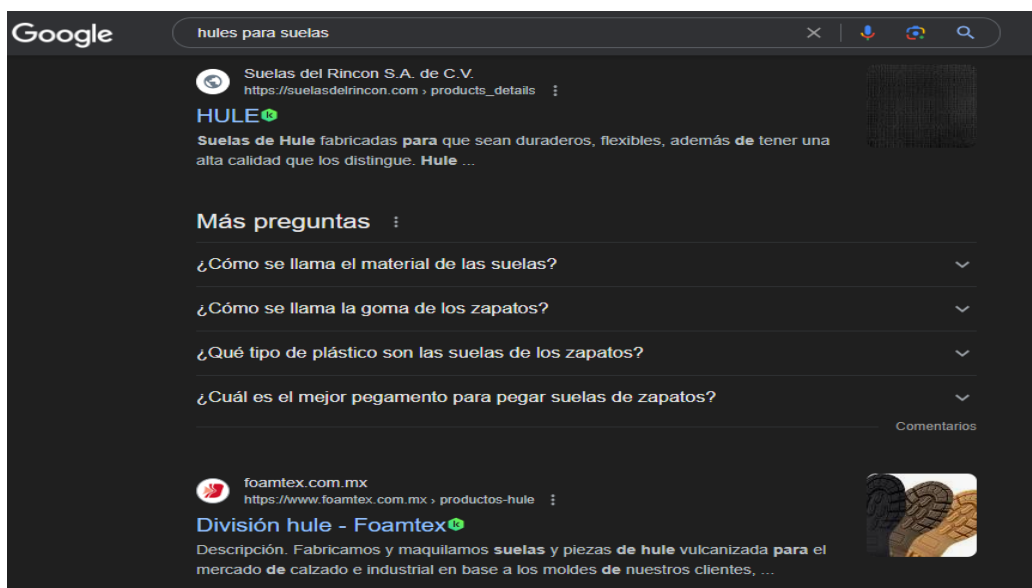 Google
hules para suelas
Suelas del Rincon S.A. de C.V.
https://suelasdelrincon.com › products_details
HULE
Suelas de Hule fabricadas para que sean duraderos, flexibles, además de tener una
alta calidad que los distingue. Hule ...
Más preguntas
¿Cómo se llama el material de las suelas?
¿Cómo se llama la goma de los zapatos?
¿Qué tipo de plástico son las suelas de los zapatos?
¿Cuál es el mejor pegamento para pegar suelas de zapatos?
Comentarios
foamtex.com.mx
https://www.foamtex.com.mx › productos-hule
División hule - Foamtex
Descripción. Fabricamos y maquilamos suelas y piezas de hule vulcanizada para el
mercado de calzado e industrial en base a los moldes de nuestros clientes, ...